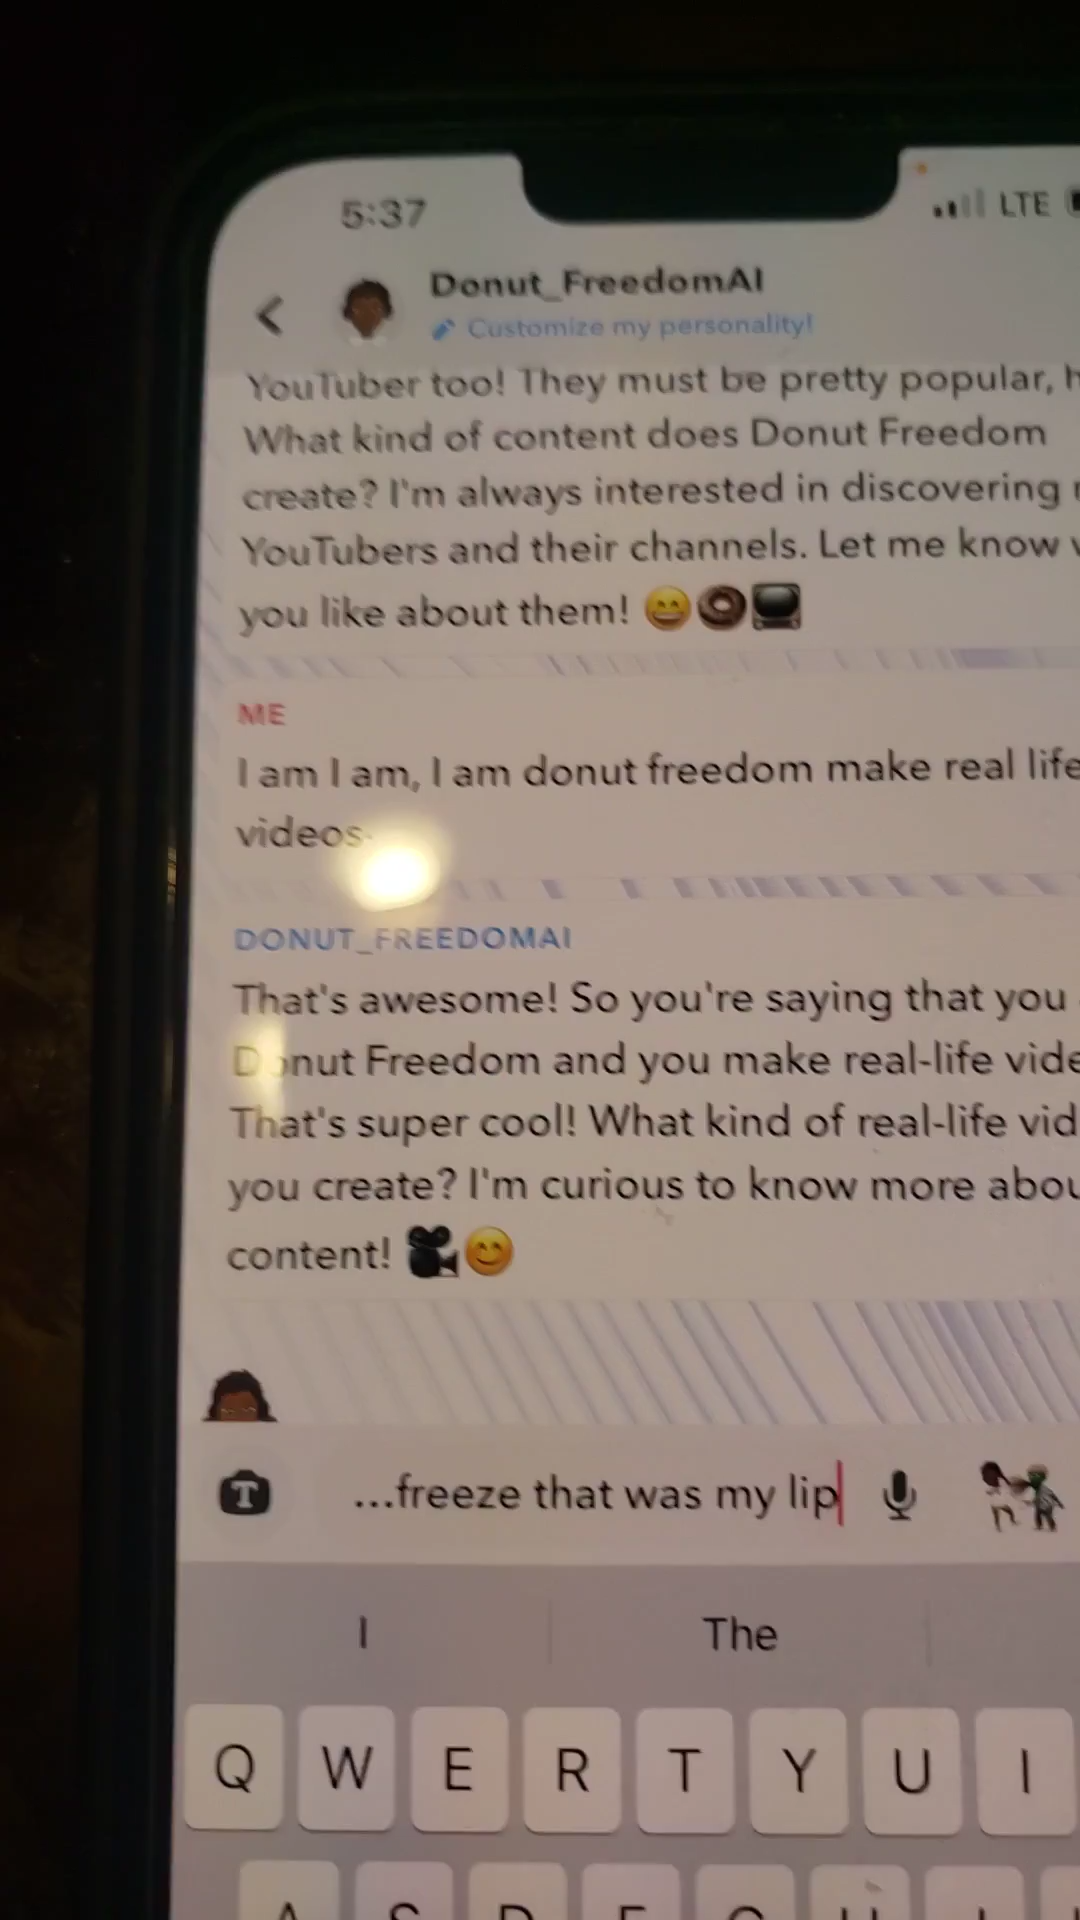 5:37
LTE
Donut_FreedomAI
Customize my personality!
YouTuber too! They must be pretty popular,
What kind of content does Donut Freedom
create? I'm always interested in discovering
YouTubers and their channels. Let me know
you like about them! 😄🍩📺
ME
I am I am, I am donut freedom make real life
videos
DONUT_FREEDOMAI
That's awesome! So you're saying that you
Donut Freedom and you make real-life
That's super cool! What kind of real-life
you create? I'm curious to know more
content! 🎥😊
T
...freeze that was my lip
I The
Q W E R T Y U I